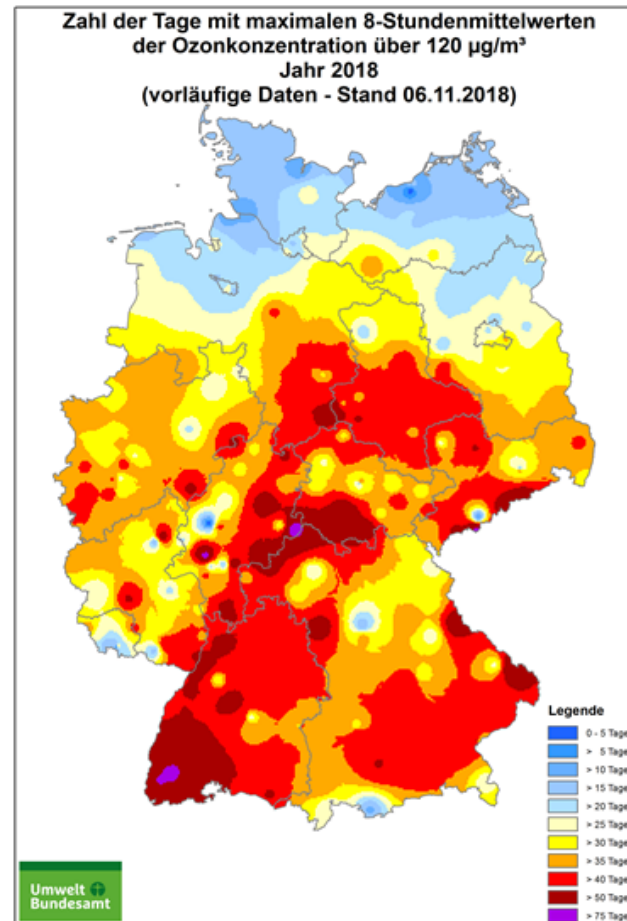 Zahl der Tage mit maximalen 8-Stundenmittelwerten
der Ozonkonzentration über 120 µg/m³
Jahr 2018
(vorläufige Daten - Stand 06.11.2018)
Legende
0 - 5 Tage
> 5 Tage
> 10 Tage
> 15 Tage
> 20 Tage
> 25 Tage
> 30 Tage
> 35 Tage
> 40 Tage
> 50 Tage
> 75 Tage
Umwelt
Bundesamt